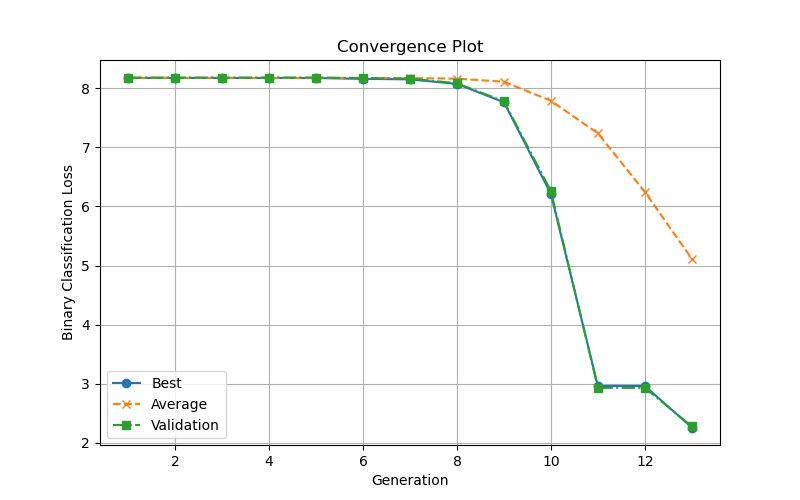 Convergence Plot
Binary Classification Loss
8
7
6
5
4
3
2
Best
Average
Validation
2 4 6 8 10 12
Generation